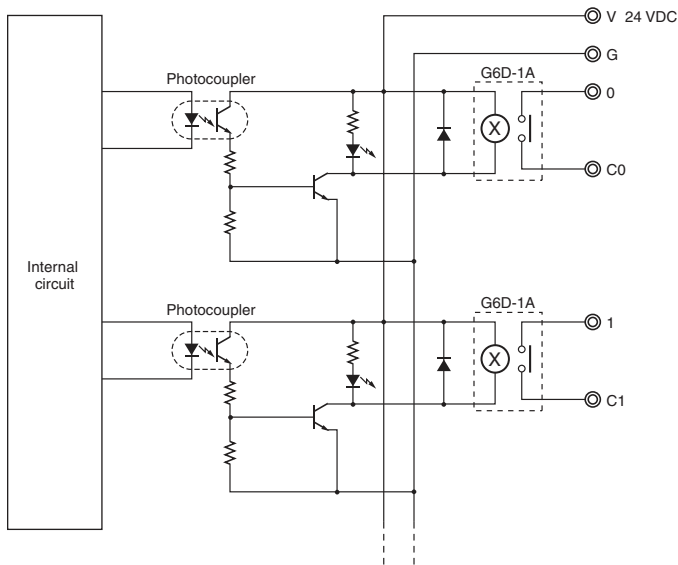 V 24 VDC
G
Photocoupler
G6D-1A
0
X
C0
Internal
circuit
Photocoupler
G6D-1A
1
X
C1